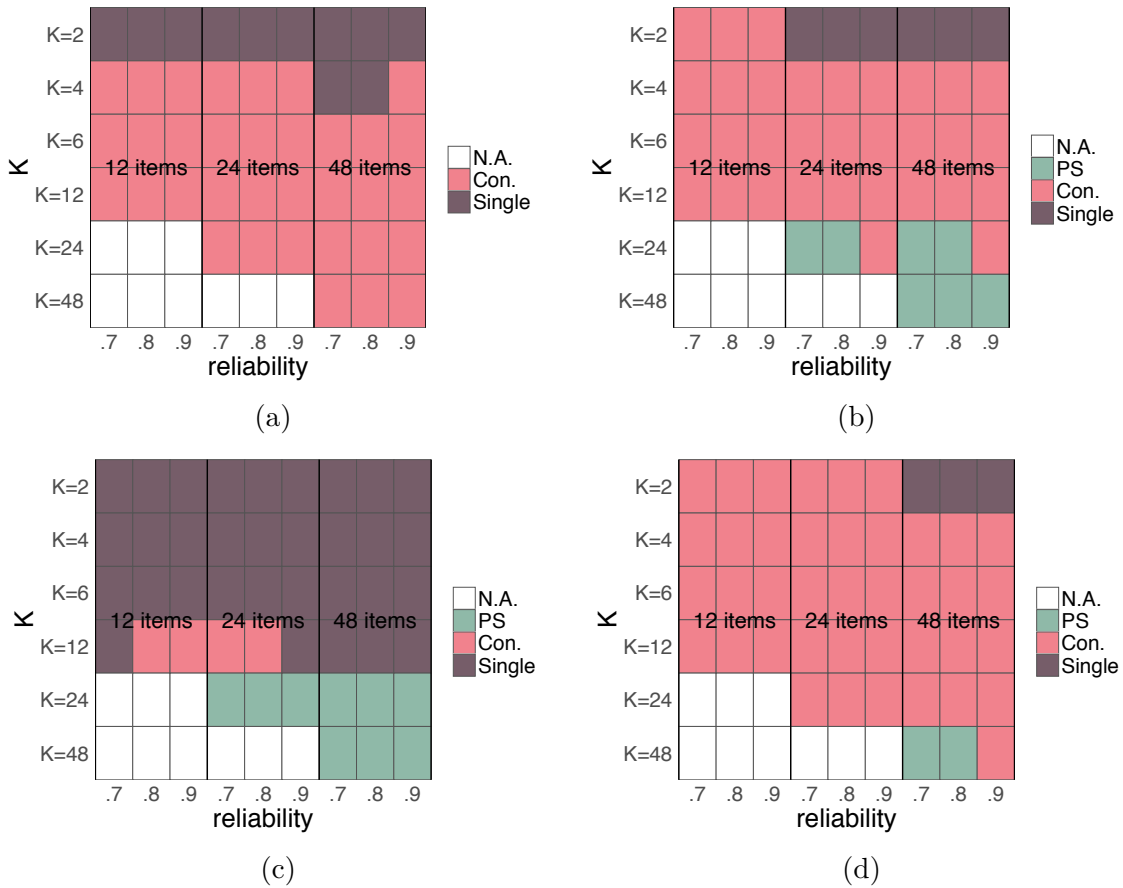 K=2
K=4
K=6
K=12
K=24
K=48
K
12 items 24 items 48 items
.7 .8 .9 .7 .8 .9 .7 .8 .9
reliability
N.A.
Con.
Single
(a)
K=2
K=4
K=6
K=12
K=24
K=48
K
12 items 24 items 48 items
.7 .8 .9 .7 .8 .9 .7 .8 .9
reliability
N.A.
PS
Con.
Single
(b)
K=2
K=4
K=6
K=12
K=24
K=48
K
12 items 24 items 48 items
.7 .8 .9 .7 .8 .9 .7 .8 .9
reliability
N.A.
PS
Con.
Single
(c)
K=2
K=4
K=6
K=12
K=24
K=48
K
12 items 24 items 48 items
.7 .8 .9 .7 .8 .9 .7 .8 .9
reliability
N.A.
PS
Con.
Single
(d)